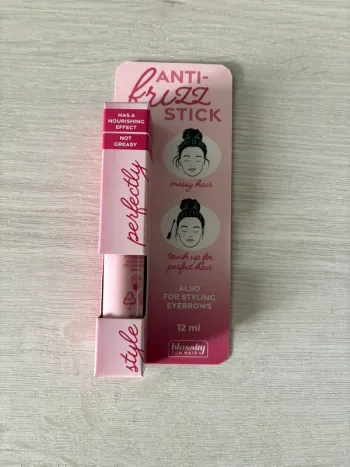 ANTI-
frizz
STICK
HAS A
NOURISHING
EFFECT
NOT
GREASY
style perfectly
messy hair
touch up for
perfect hair
ALSO
FOR STYLING
EYEBROWS
12 ml
blossity
FOR HAIR